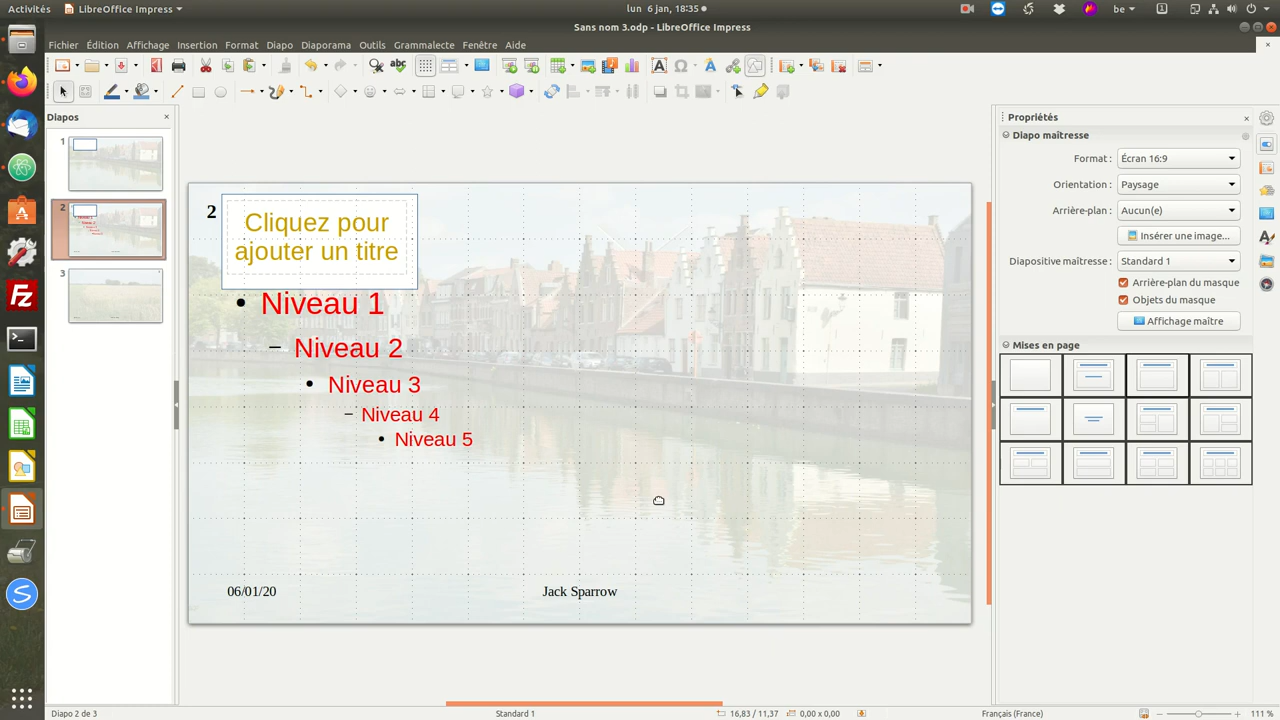 Activités
LibreOffice Impress
lun 6 jan, 18:35
be
Sans nom 3.odp - LibreOffice Impress
Fichier Édition Affichage Insertion Format Diapo Diaporama Outils Grammalecte Fenêtre Aide
Diapos
1
2
3
2
Cliquez pour
ajouter un titre
Niveau 1
Niveau 2
Niveau 3
Niveau 4
Niveau 5
06/01/20
Jack Sparrow
Propriétés
Diapo maîtresse
Format: Écran 16:9
Orientation: Paysage
Arrière-plan: Aucun(e)
Insérer une image...
Diapositive maîtresse: Standard 1
Arrière-plan du masque
Objets du masque
Affichage maître
Mises en page
Diapo 2 de 3
Standard 1
16,83 / 11,37
0,00 x 0,00
Français (France)
111 %